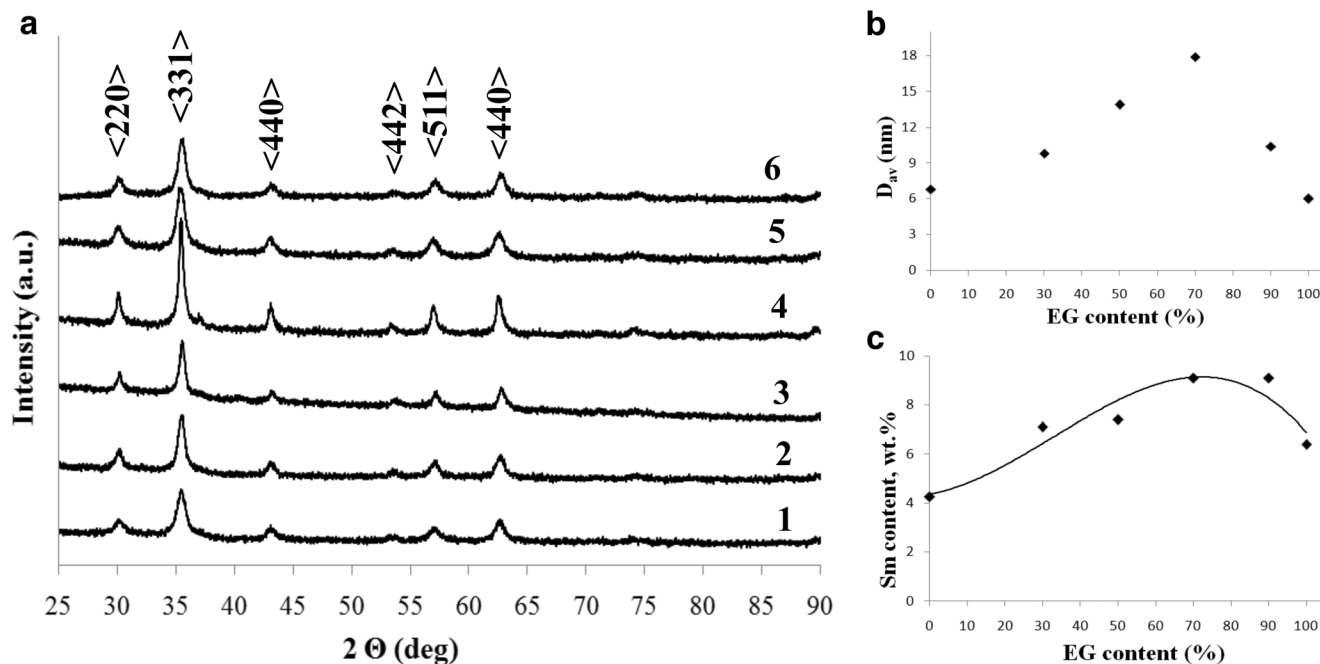 a
<220>
<331>
<440>
<442>
<511>
<440>
6
5
4
3
2
1
Intensity (a.u.)
25 30 35 40 45 50 55 60 65 70 75 80 85 90
2 Θ (deg)
b
18
15
12
9
6
3
0
D_av (nm)
0 10 20 30 40 50 60 70 80 90 100
EG content (%)
c
10
8
6
4
2
0
Sm content, wt.%
0 10 20 30 40 50 60 70 80 90 100
EG content (%)